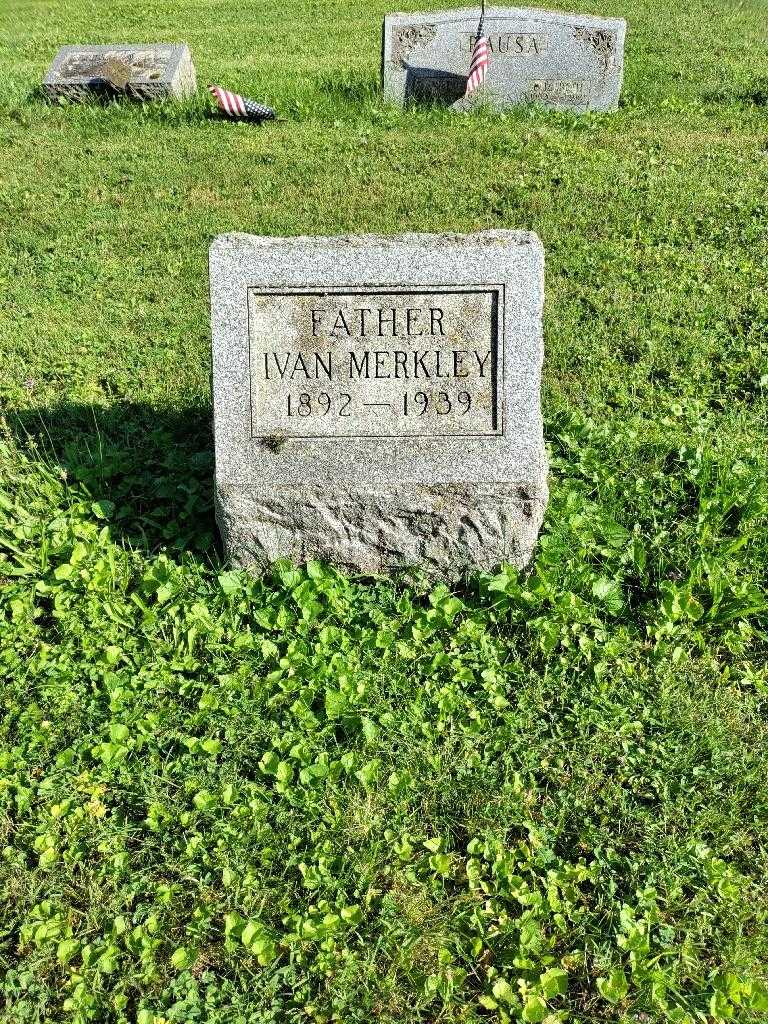 FATHER
IVAN MERKLEY
1892 — 1939